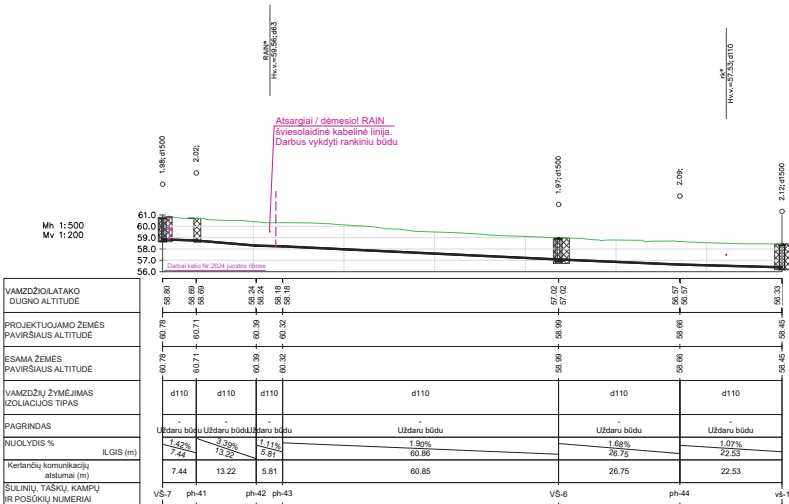 RAIN*
Hv.v.=59.56; d63
rk*
Hv.v.=57.53; d110
Atsargiai / dėmesio! RAIN
šviesolaidinė kabelinė linija.
Darbus vykdyti rankiniu būdu
1.98; d1500
2.02;
1.97; d1500
2.09;
2.12; d1500
Mh 1:500
Mv 1:200
61.0
60.0
59.0
58.0
57.0
56.0
Darbai kelio Nr.2024 juostos ribose
VAMZDŽIO/LATAKO
DUGNO ALTITUDĖ
58.80 58.69 58.69 58.24 58.24 58.18 58.18 57.02 57.02 56.57 56.57 56.33
PROJEKTUOJAMO ŽEMĖS
PAVIRŠIAUS ALTITUDĖ
60.78 60.71 60.39 60.32 58.99 58.66 58.45
ESAMA ŽEMĖS
PAVIRŠIAUS ALTITUDĖ
60.78 60.71 60.39 60.32 58.99 58.66 58.45
VAMZDŽIŲ ŽYMĖJIMAS
IZOLIACIJOS TIPAS
d110 d110 d110 d110 d110 d110
PAGRINDAS
- - - - - -
Uždaru būdu Uždaru būdu Uždaru būdu Uždaru būdu Uždaru būdu Uždaru būdu
NUOLYDIS %
1.42% 3.39% 1.11% 1.90% 1.68% 1.07%
ILGIS (m)
7.44 13.22 5.81 60.86 26.75 22.53
Kertančių komunikacijų
atstumai (m)
7.44 13.22 5.81 60.85 26.75 22.53
ŠULINIŲ, TAŠKŲ, KAMPŲ
IR POSŪKIŲ NUMERIAI
VŠ-7 ph-41 ph-42 ph-43 VŠ-6 ph-44 vš-1